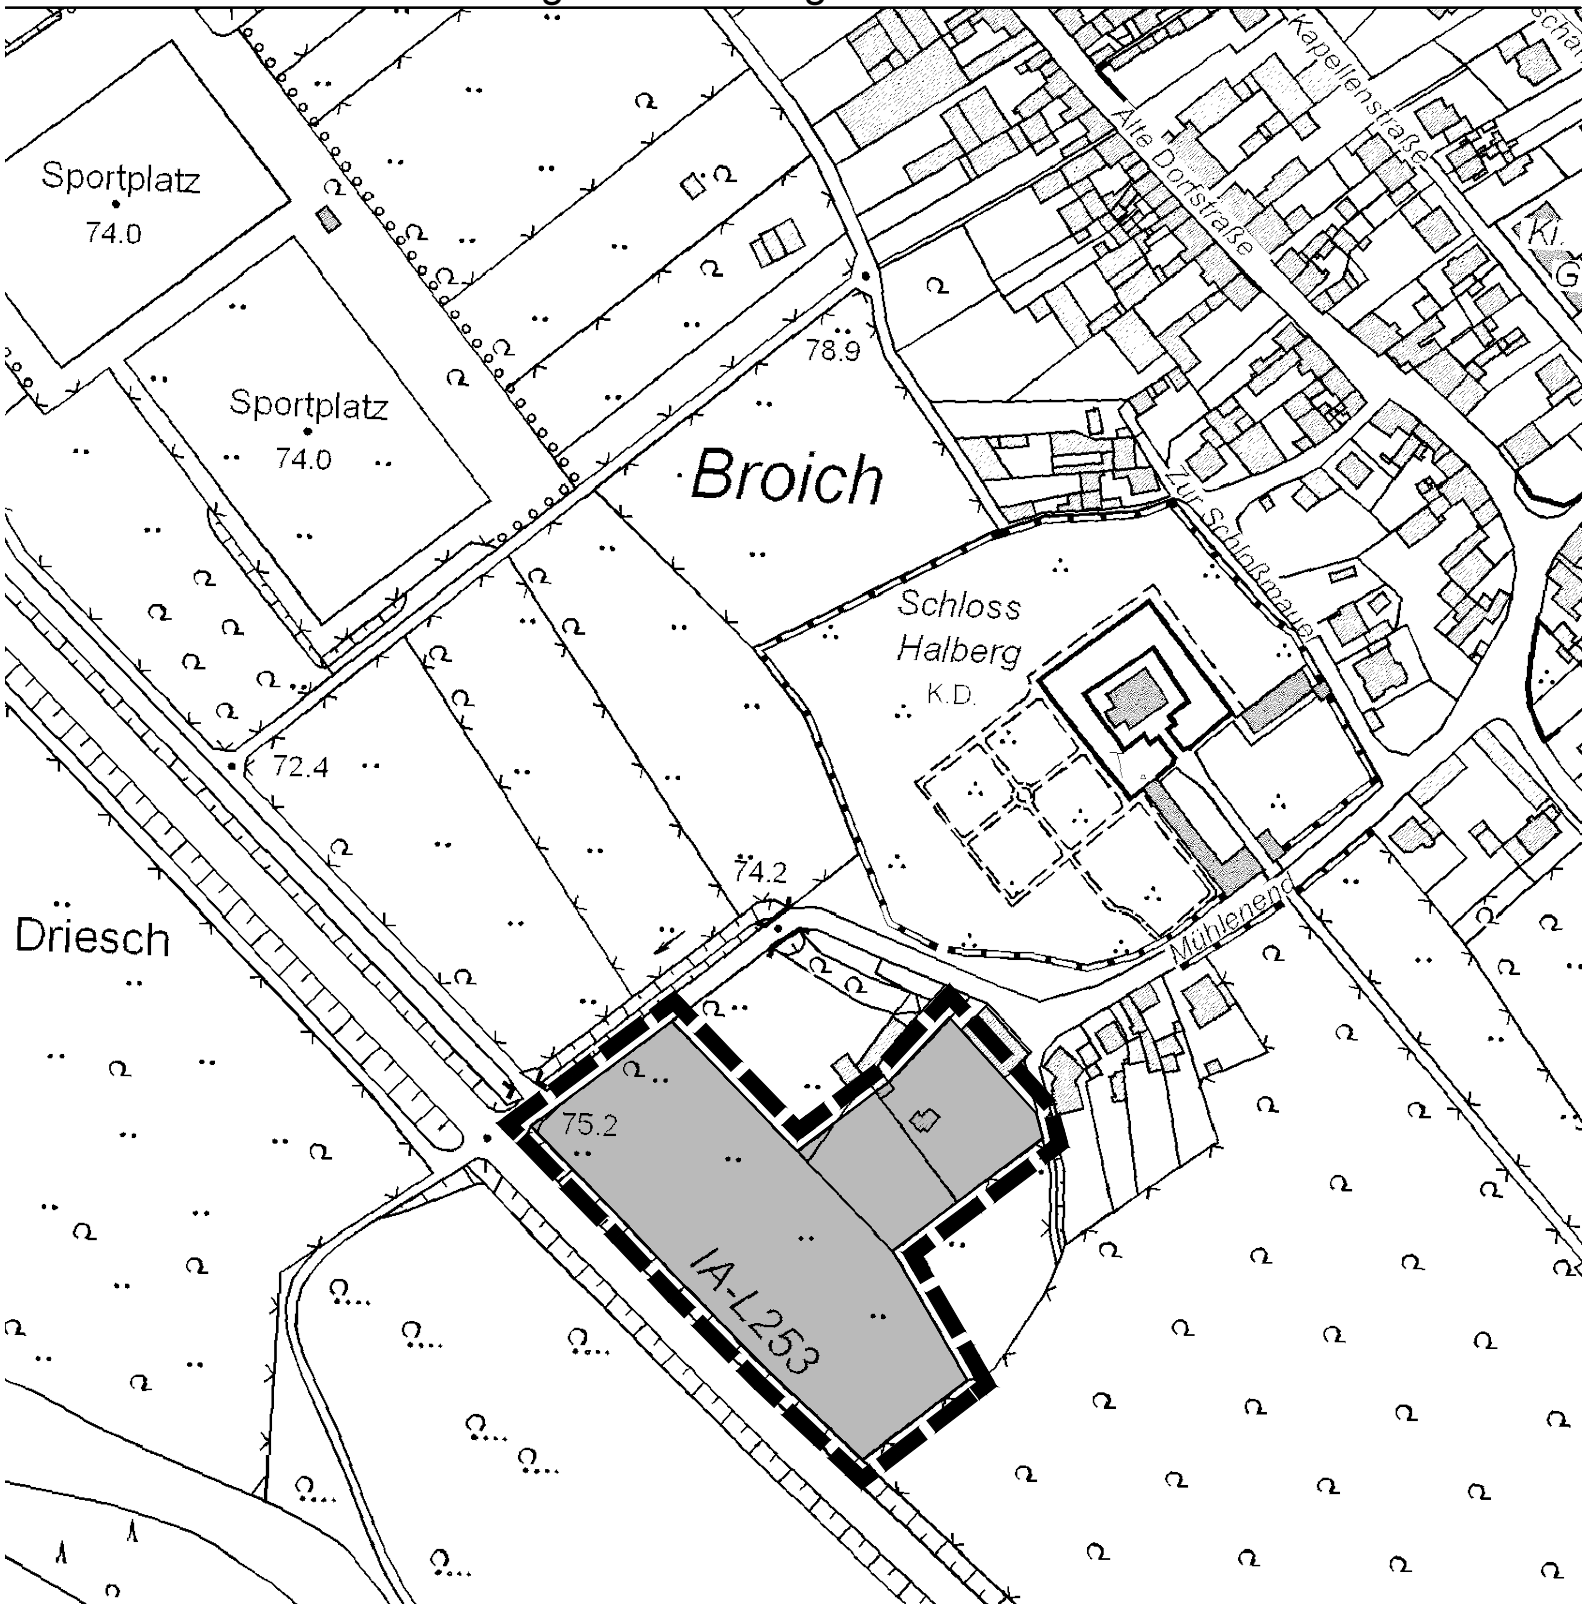 Kapellenstraße
Alte Dorfstraße
Sportplatz
74.0
Kl.
G
78.9
Sportplatz
74.0
Broich
Zur Schloßmauer
Schloss
Halberg
K.D.
72.4
74.2
Mühlenend
Driesch
75.2
IA-L253